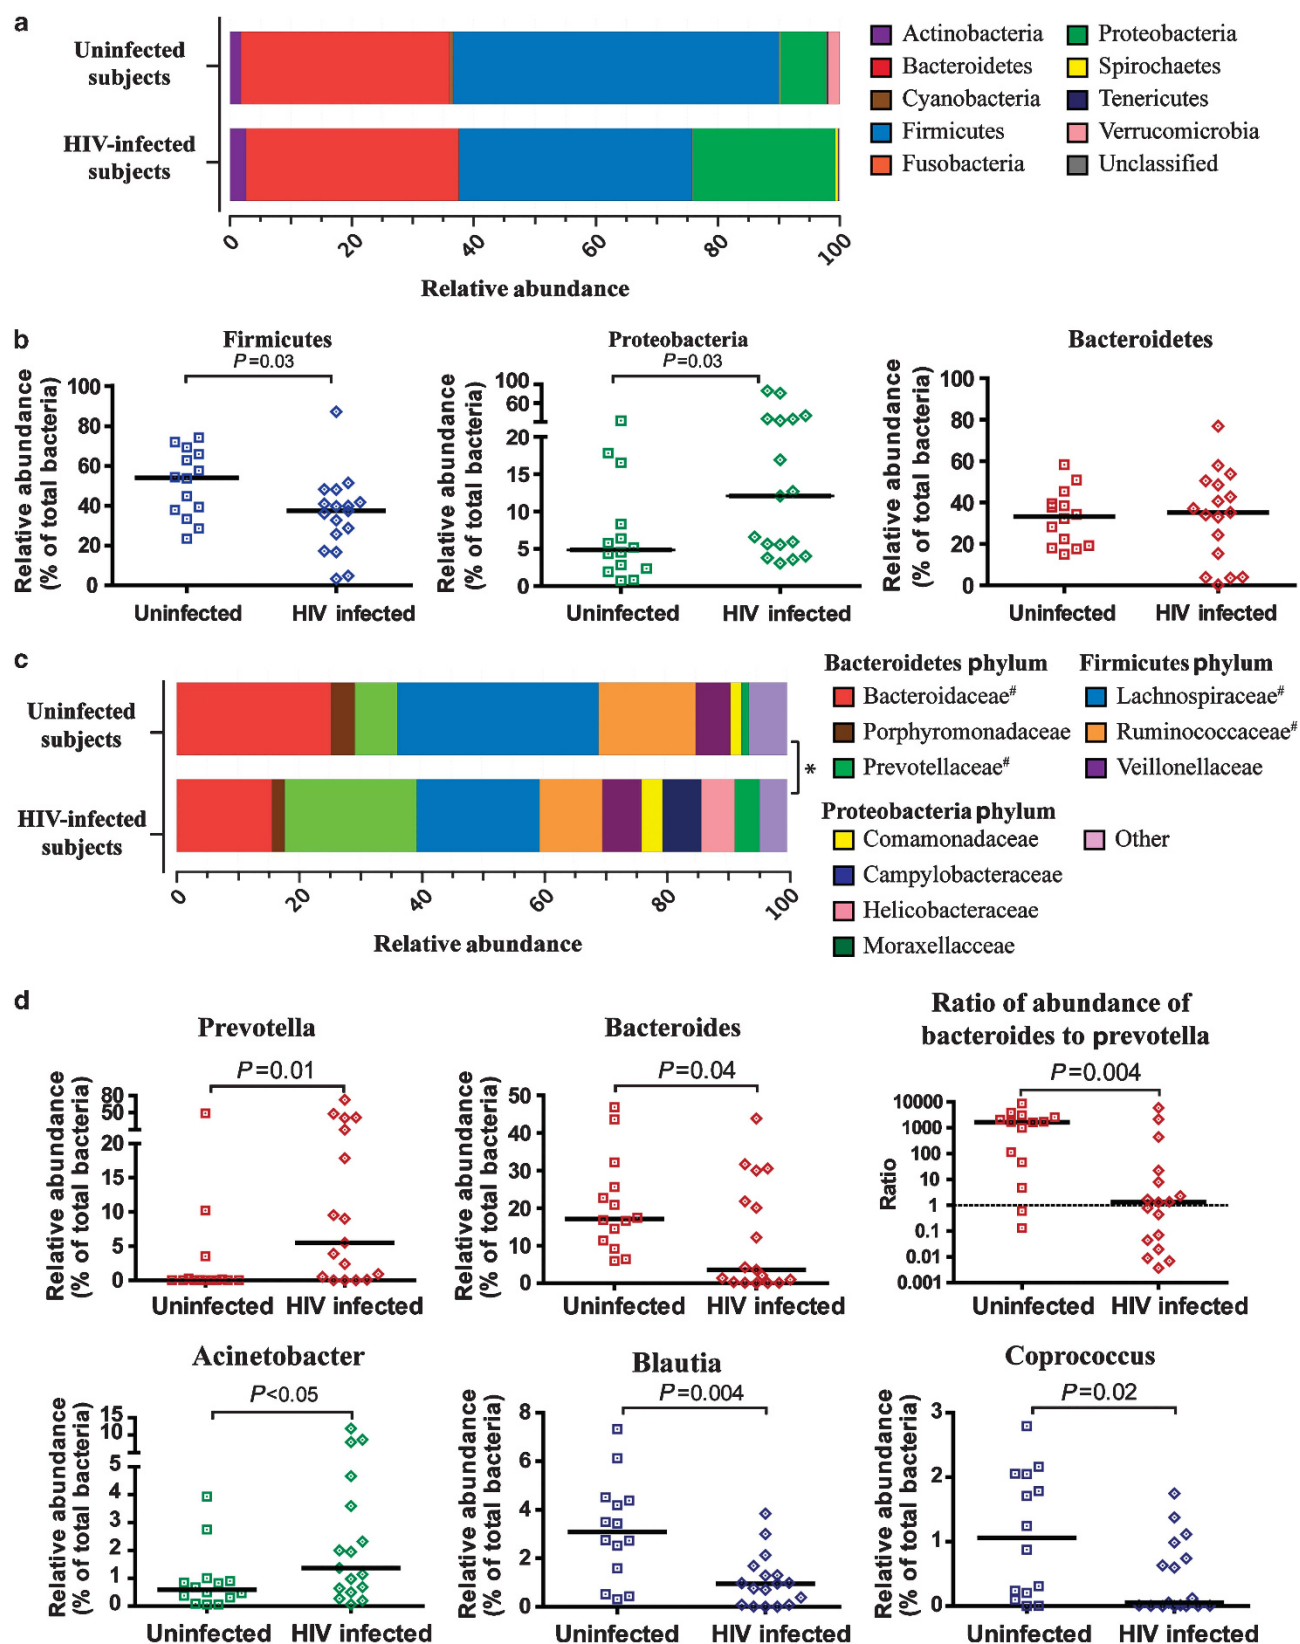 a
Uninfected
subjects
HIV-infected
subjects
0 20 40 60 80 100
Relative abundance
Actinobacteria
Bacteroidetes
Cyanobacteria
Firmicutes
Fusobacteria
Proteobacteria
Spirochaetes
Tenericutes
Verrucomicrobia
Unclassified
b
Firmicutes
P=0.03
Relative abundance
(% of total bacteria)
100
80
60
40
20
0
Uninfected HIV infected
Proteobacteria
P=0.03
Relative abundance
(% of total bacteria)
100
60
20
15
10
5
0
Uninfected HIV infected
Bacteroidetes
Relative abundance
(% of total bacteria)
100
80
60
40
20
0
Uninfected HIV infected
c
Uninfected
subjects
HIV-infected
subjects
*
0 20 40 60 80 100
Relative abundance
Bacteroidetes phylum
Bacteroidaceae#
Porphyromonadaceae
Prevotellaceae#
Proteobacteria phylum
Comamonadaceae
Campylobacteraceae
Helicobacteraceae
Moraxellacceae
Firmicutes phylum
Lachnospiraceae#
Ruminococcaceae#
Veillonellaceae
Other
d
Prevotella
P=0.01
Relative abundance
(% of total bacteria)
80
50
20
15
10
5
0
Uninfected HIV infected
Bacteroides
P=0.04
Relative abundance
(% of total bacteria)
50
40
30
20
10
0
Uninfected HIV infected
Ratio of abundance of
bacteroides to prevotella
P=0.004
Ratio
10000
1000
100
10
1
0.1
0.01
0.001
Uninfected HIV infected
Acinetobacter
P<0.05
Relative abundance
(% of total bacteria)
15
10
5
4
3
2
1
0
Uninfected HIV infected
Blautia
P=0.004
Relative abundance
(% of total bacteria)
8
6
4
2
0
Uninfected HIV infected
Coprococcus
P=0.02
Relative abundance
(% of total bacteria)
3
2
1
0
Uninfected HIV infected